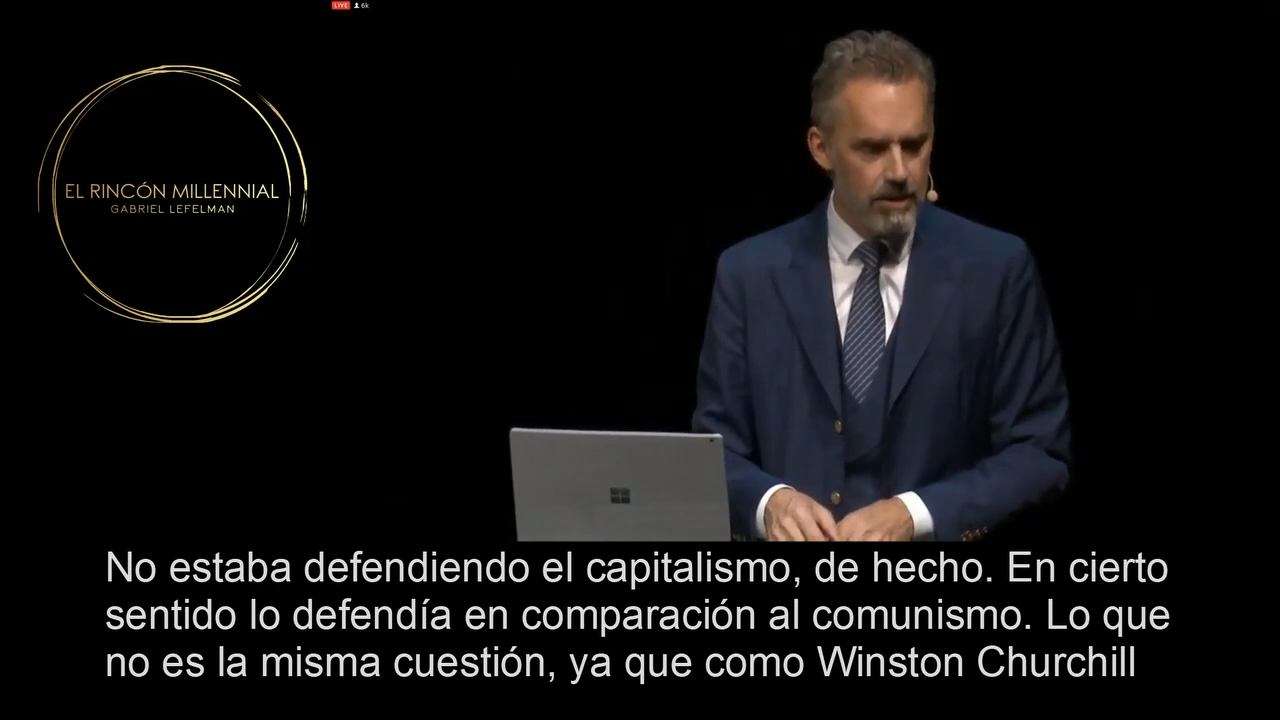 LIVE 6k
EL RINCÓN MILLENNIAL
GABRIEL LEFELMAN
No estaba defendiendo el capitalismo, de hecho. En cierto
sentido lo defendía en comparación al comunismo. Lo que
no es la misma cuestión, ya que como Winston Churchill